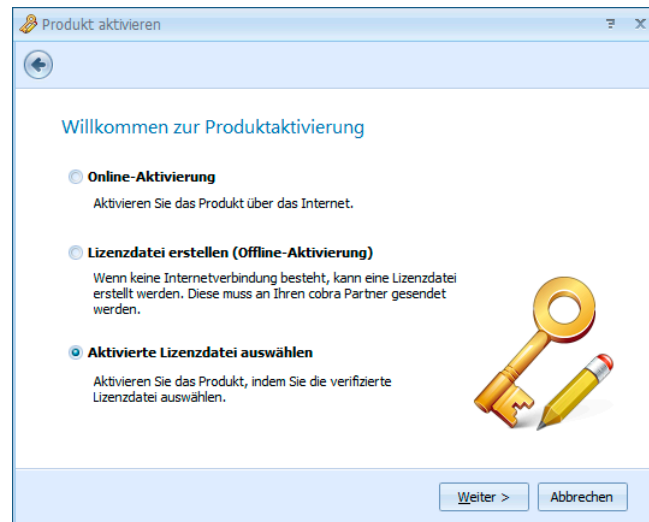 Produkt aktivieren
Willkommen zur Produktaktivierung
Online-Aktivierung
Aktivieren Sie das Produkt über das Internet.
Lizenzdatei erstellen (Offline-Aktivierung)
Wenn keine Internetverbindung besteht, kann eine Lizenzdatei
erstellt werden. Diese muss an Ihren cobra Partner gesendet
werden.
Aktivierte Lizenzdatei auswählen
Aktivieren Sie das Produkt, indem Sie die verifizierte
Lizenzdatei auswählen.
Weiter > Abbrechen